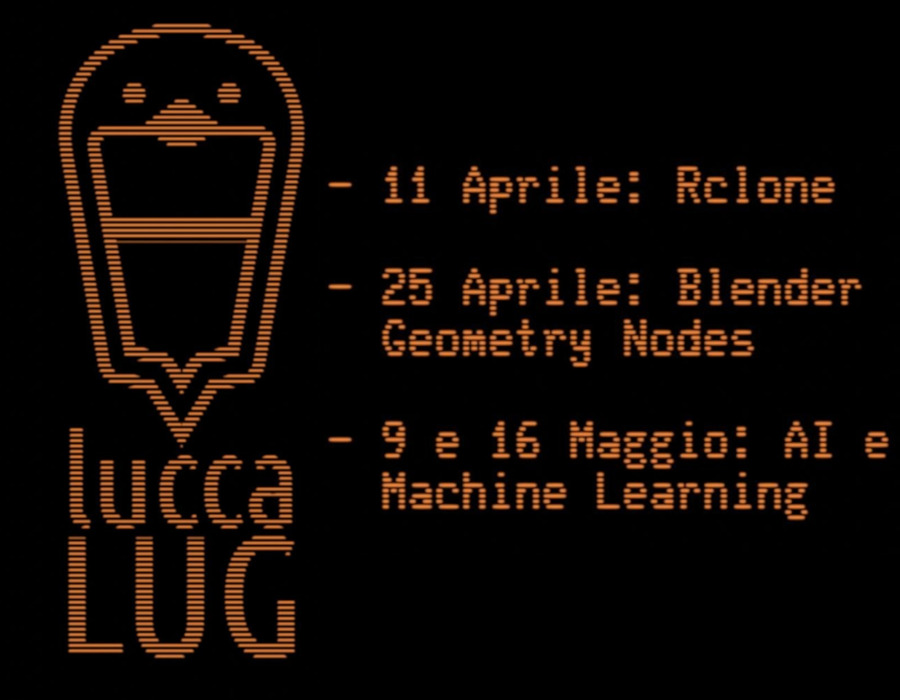 - 11 Aprile: Rclone
- 25 Aprile: Blender
Geometry Nodes
- 9 e 16 Maggio: AI e
Machine Learning
lucca
LUG